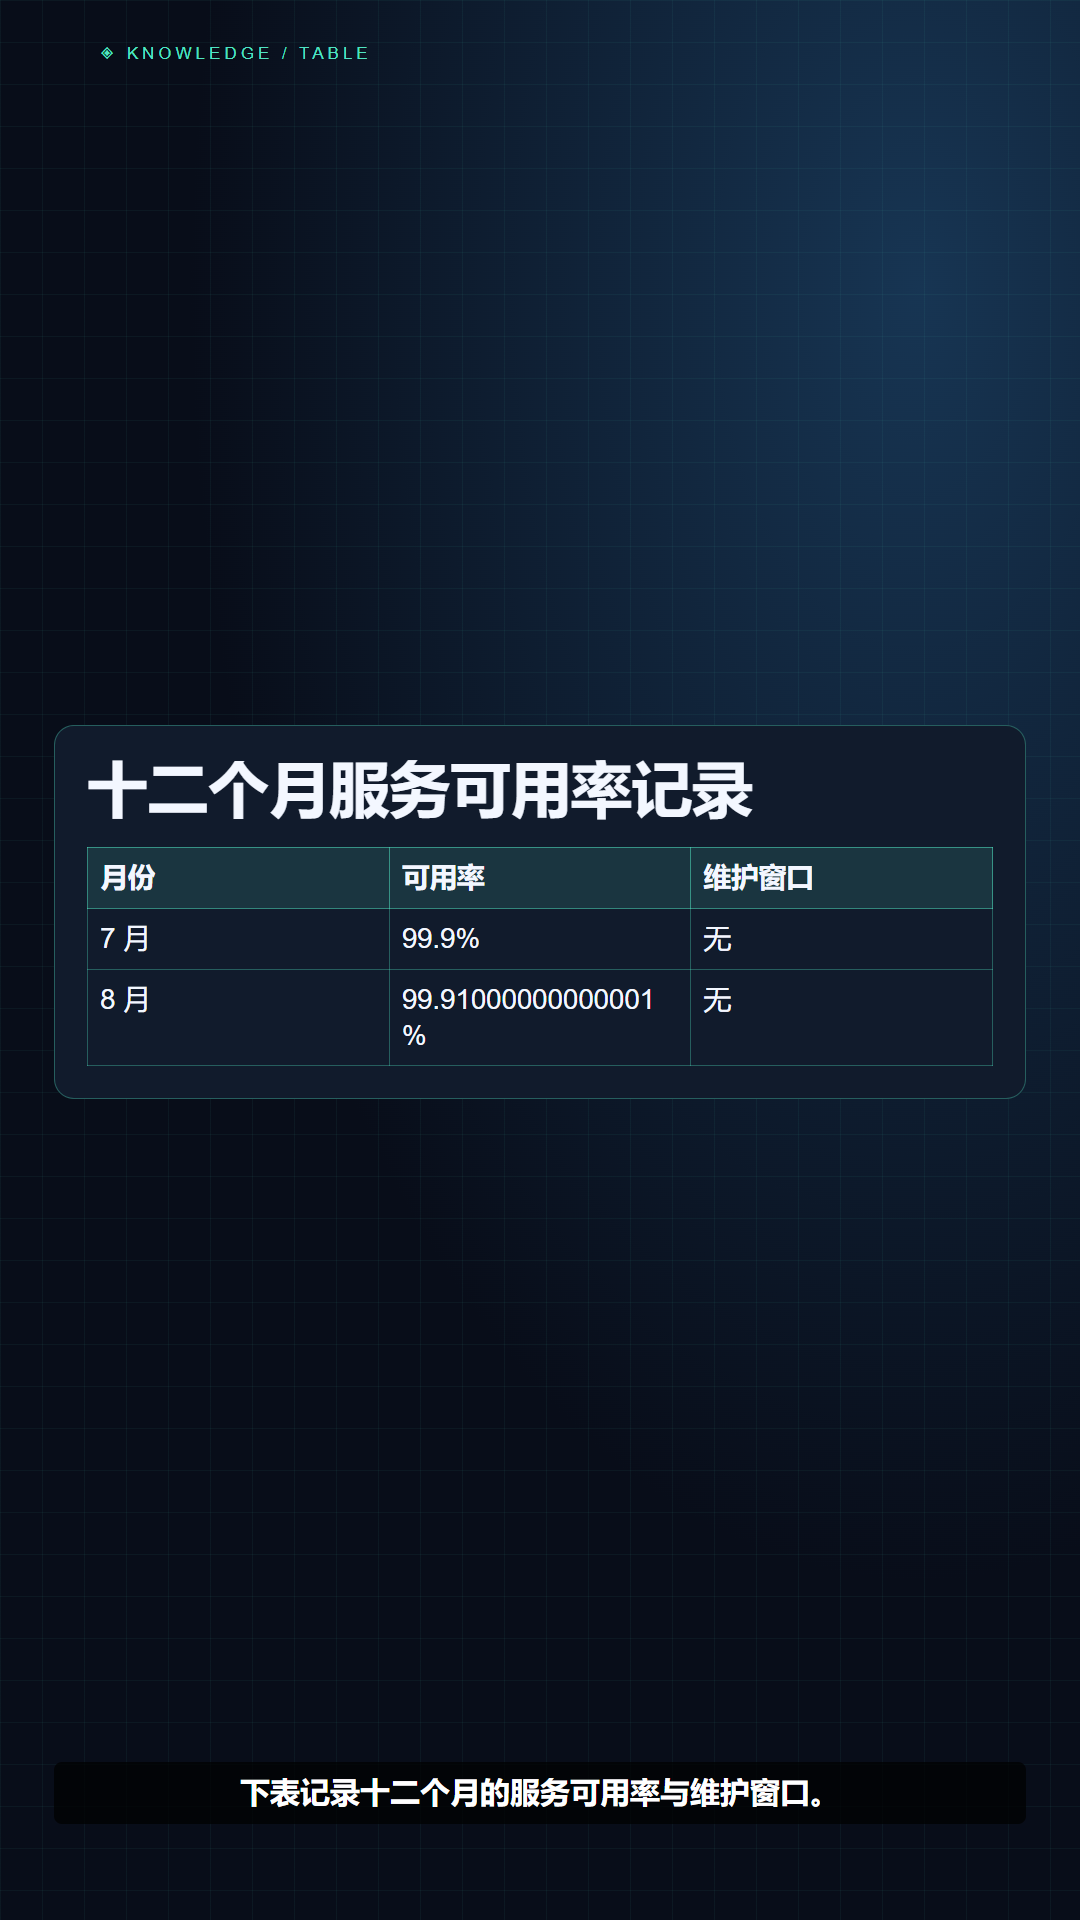 ◈ KNOWLEDGE / TABLE
十二个月服务可用率记录
月份 可用率 维护窗口
7 月 99.9% 无
8 月 99.91000000000001 无
%
下表记录十二个月的服务可用率与维护窗口。